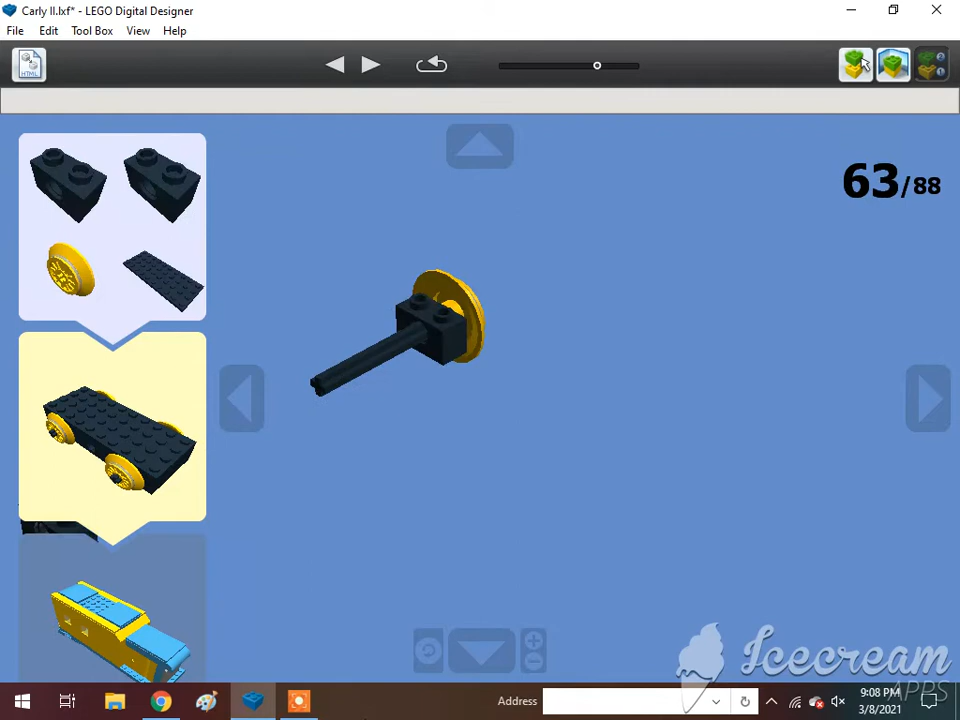 Carly II.lxf* - LEGO Digital Designer
File Edit Tool Box View Help
HTML
63/88
Icecream
APPS
Address
9:08 PM
3/8/2021